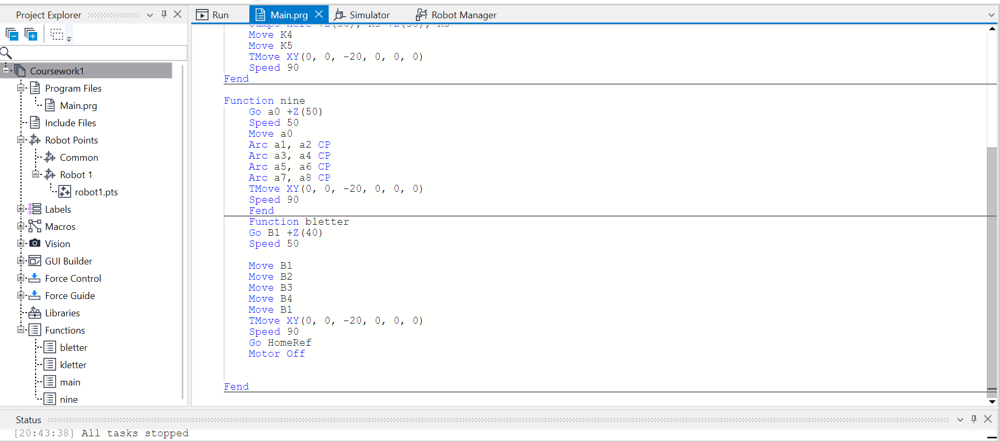 Project Explorer
Coursework1
Program Files
Main.prg
Include Files
Robot Points
Common
Robot 1
robot1.pts
Labels
Macros
Vision
GUI Builder
Force Control
Force Guide
Libraries
Functions
bletter
kletter
main
nine
Run
Main.prg
Simulator
Robot Manager
Move K4
Move K5
TMove XY(0, 0, -20, 0, 0, 0)
Speed 90
Fend
Function nine
Go a0 +Z(50)
Speed 50
Move a0
Arc a1, a2 CP
Arc a3, a4 CP
Arc a5, a6 CP
Arc a7, a8 CP
TMove XY(0, 0, -20, 0, 0, 0)
Speed 90
Fend
Function bletter
Go B1 +Z(40)
Speed 50
Move B1
Move B2
Move B3
Move B4
Move B1
TMove XY(0, 0, -20, 0, 0, 0)
Speed 90
Go HomeRef
Motor Off
Fend
Status
[20:43:38] All tasks stopped